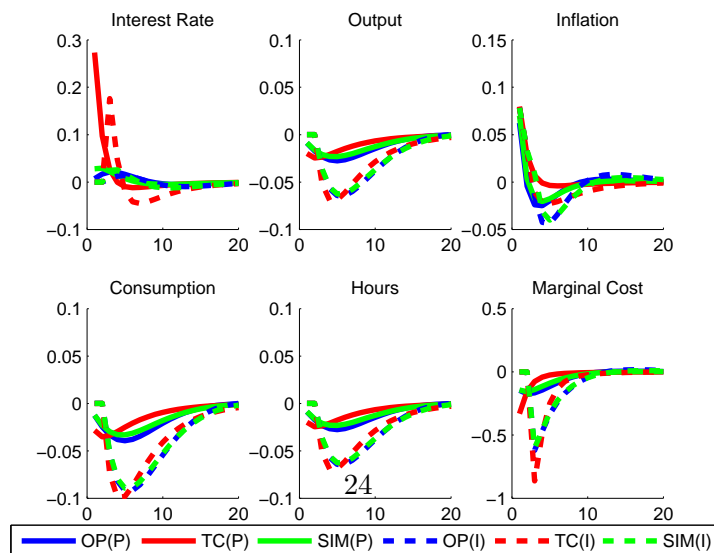 Interest Rate Output Inflation
0.3 0.1 0.15
0.2 0.05 0.1
0.1 0 0.05
0 −0.05 0
−0.1 −0.1 0.05
0 10 20 0 10 20 0 10 20
Consumption Hours Marginal Cost
0.1 0.1 0.5
0.05 0.05 0
0 0 −0.5
−0.05 −0.05 −1
−0.1 −0.1
0 10 20 0 10 20 0 10 20
24
OP(P) TC(P) SIM(P) OP(I) TC(I) SIM(I)